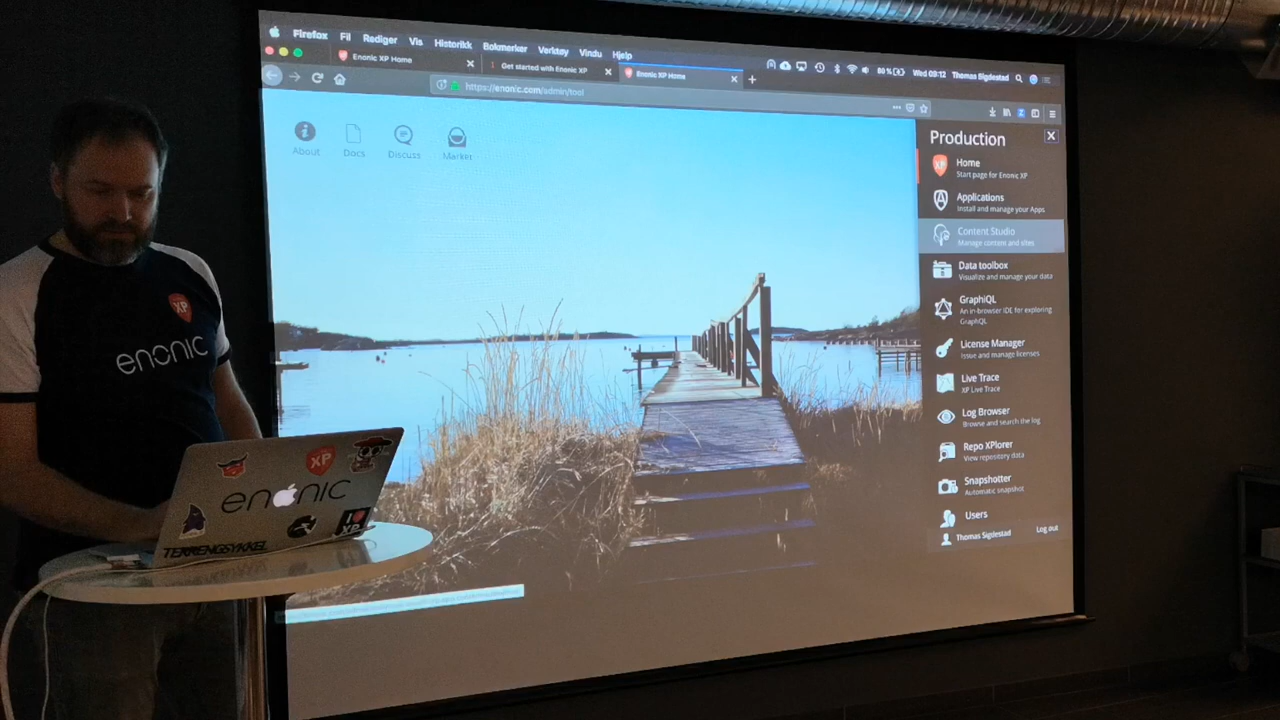 Firefox Fil Rediger Vis Historikk Bokmerker Verktøy Vindu Hjelp 80 % Wed 09:12 Thomas Sigdestad
Enonic XP Home
Get started with Enonic XP
Enonic XP Home
https://enonic.com/admin/tool
About
Docs
Discuss
Market
Production
XP
Home
Start page for Enonic XP
Applications
Install and manage your Apps
Content Studio
Manage content and sites
Data toolbox
Visualize and manage your data
GraphiQL
An in-browser IDE for exploring
GraphQL
License Manager
Issue and manage licenses
Live Trace
XP Live Trace
Log Browser
Browse and search the log
Repo XPlorer
View repository data
Snapshotter
Automatic snapshot
Users
Thomas Sigdestad
Log out
XP
enonic
XP
enonic
I
XP
TERRENGSYKKEL